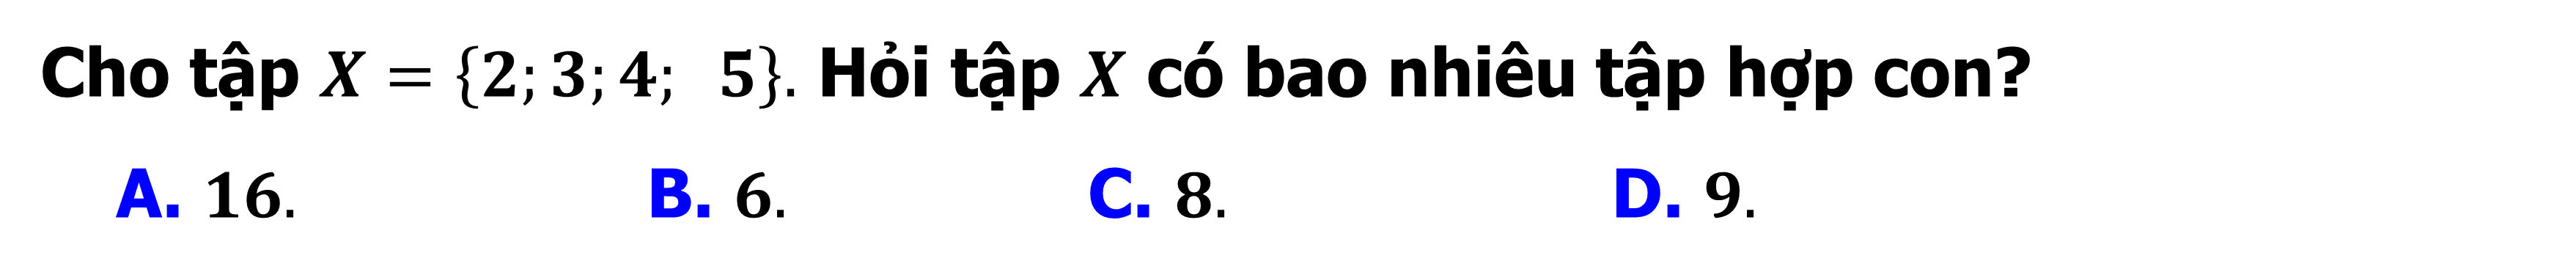 Cho tập X = {2; 3; 4; 5}. Hỏi tập X có bao nhiêu tập hợp con?
A. 16. B. 6. C. 8. D. 9.